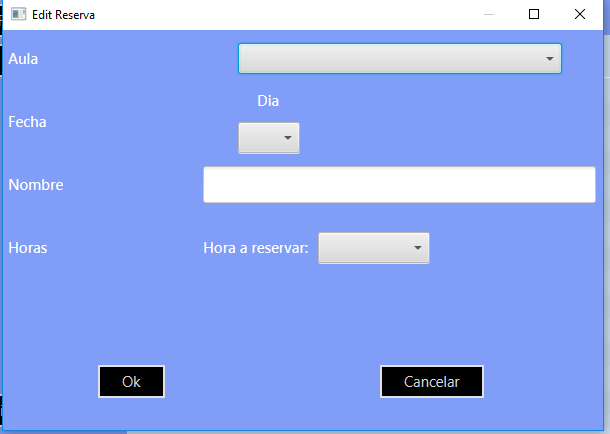 Edit Reserva
Aula
Dia
Fecha
Nombre
Horas Hora a reservar:
Ok Cancelar